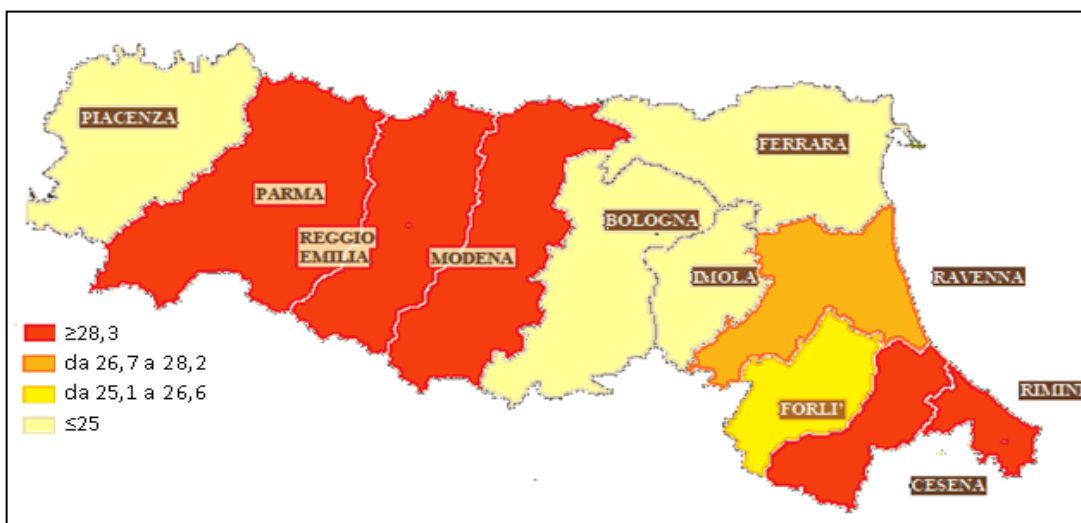 PIACENZA
FERRARA
PARMA
BOLOGNA
REGGIO
EMILIA
MODENA
IMOLA
RAVENNA
≥28,3
da 26,7 a 28,2
da 25,1 a 26,6
≤25
RIMINI
FORLI'
CESENA